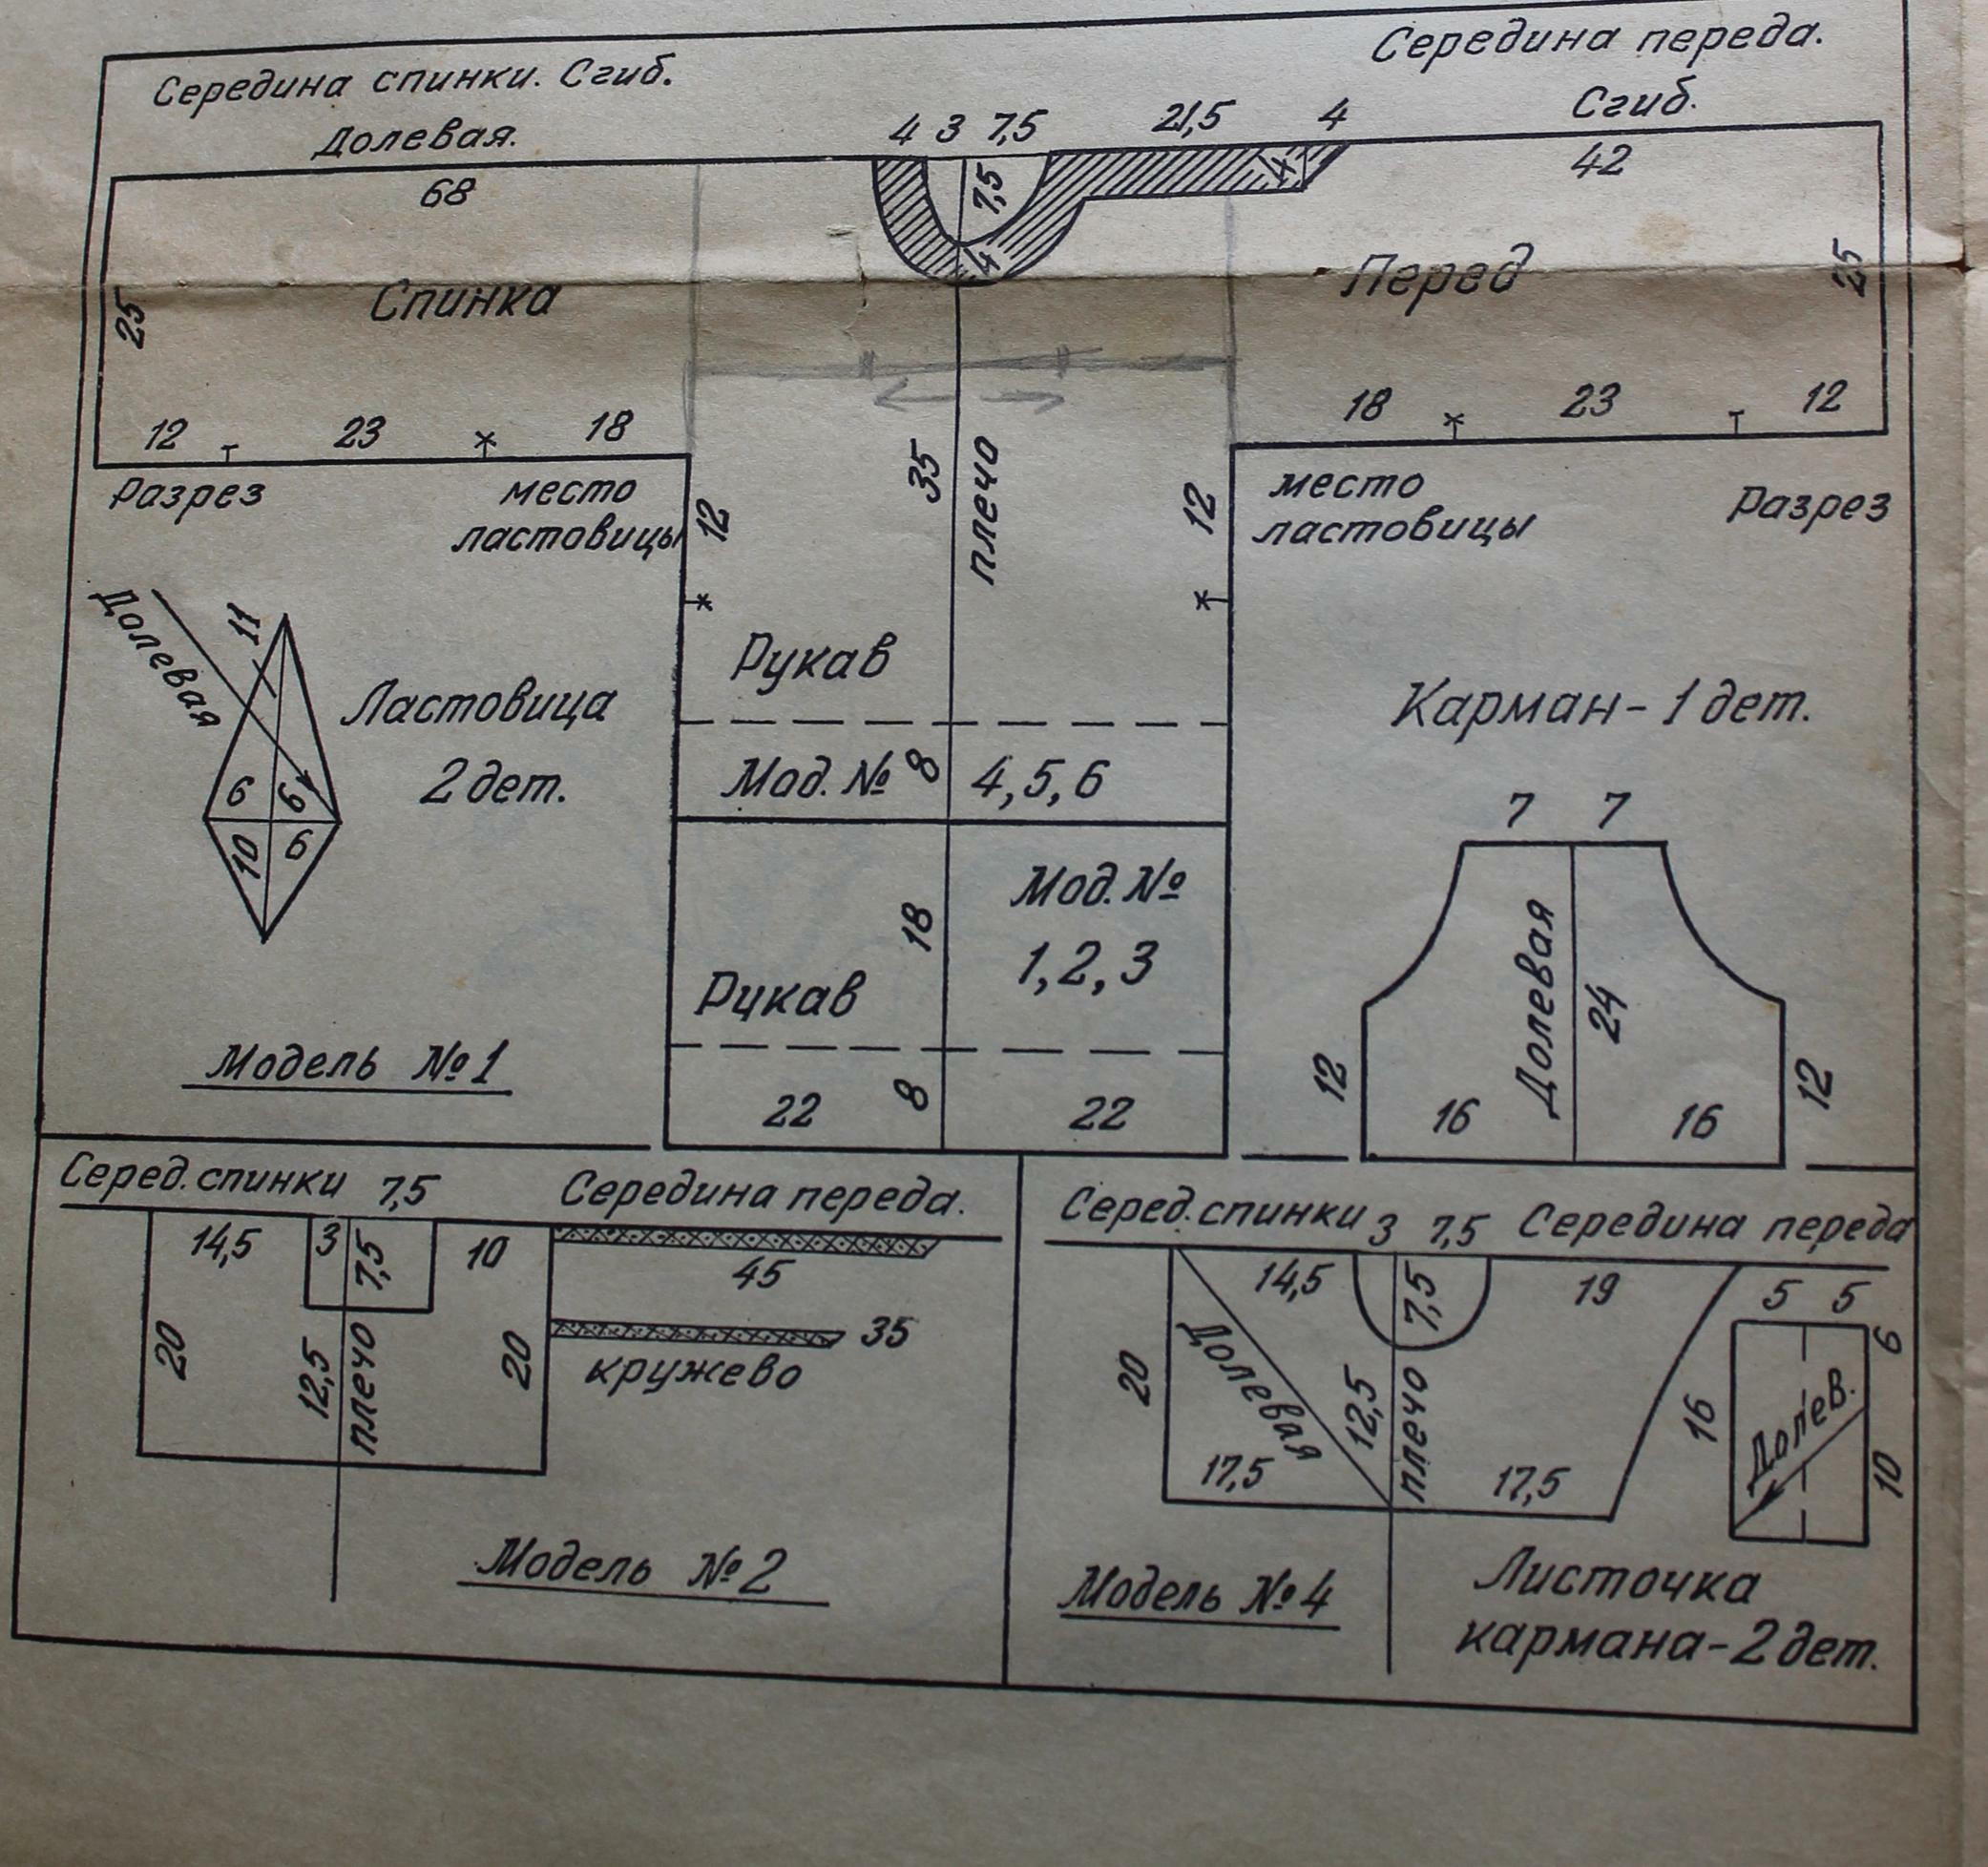 Середина спинки. Сгиб.
Долевая.
Середина переда.
Сгиб.
4 3 7,5 21,5 4
68
42
7,5
4
4
25
Спинка
Перед
25
12 23 18
18 23 12
Разрез
место
ластовицы
12
35
плечо
12
место
ластовицы
Разрез
Долевая
11
6 6
10 6
Ластовица
2 дет.
Рукав
Мод. № 8 4, 5, 6
Рукав
18
Мод. №
1, 2, 3
22 8 22
Карман - 1 дет.
7 7
Долевая
24
12 16 16 12
Модель №1
Серед. спинки 7,5 Середина переда.
14,5 3 7,5 10
45
35
кружево
20 12,5 плечо 20
Модель №2
Серед. спинки 3 7,5 Середина переда
14,5 7,5 19
20 Долевая 12,5 плечо
17,5 17,5
5 5
6
16 Долев. 10
Модель №4
Листочка
кармана - 2 дет.